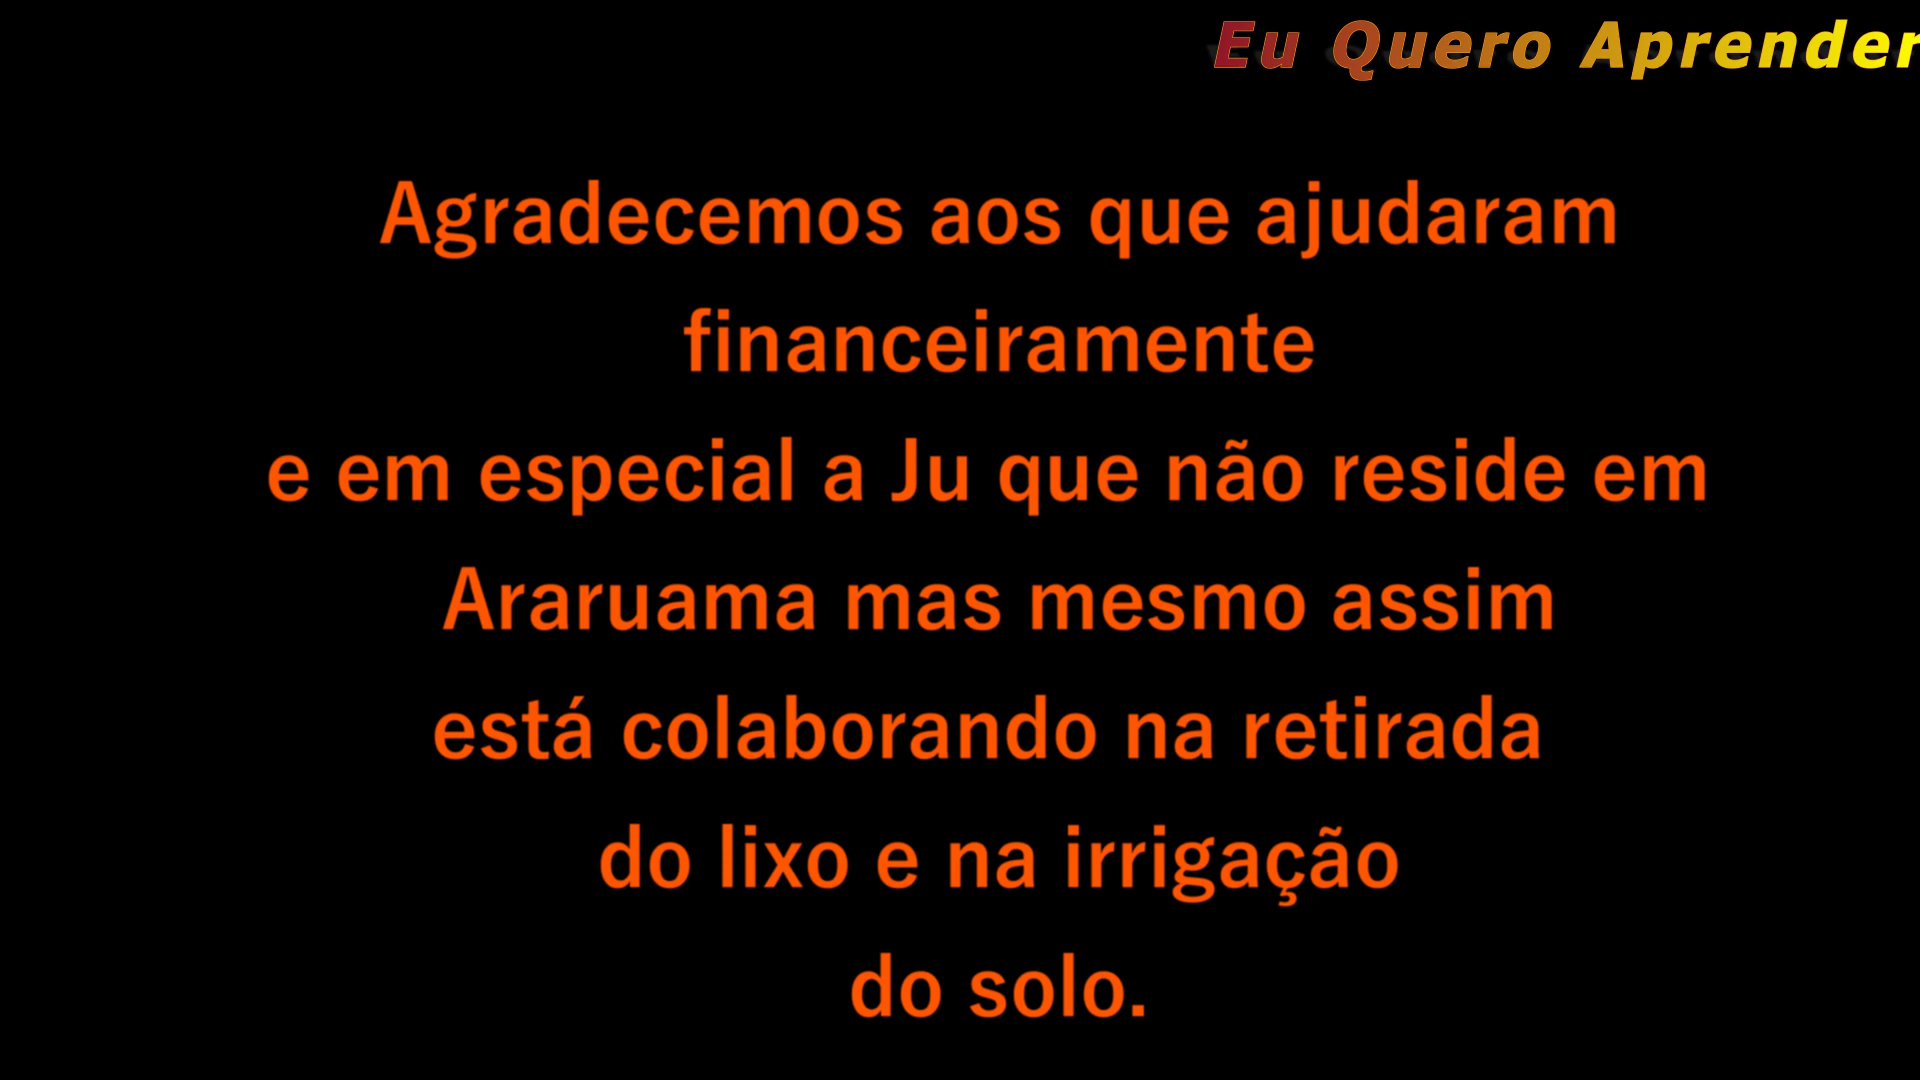 Eu Quero Aprender
Agradecemos aos que ajudaram
financeiramente
e em especial a Ju que não reside em
Araruama mas mesmo assim
está colaborando na retirada
do lixo e na irrigação
do solo.